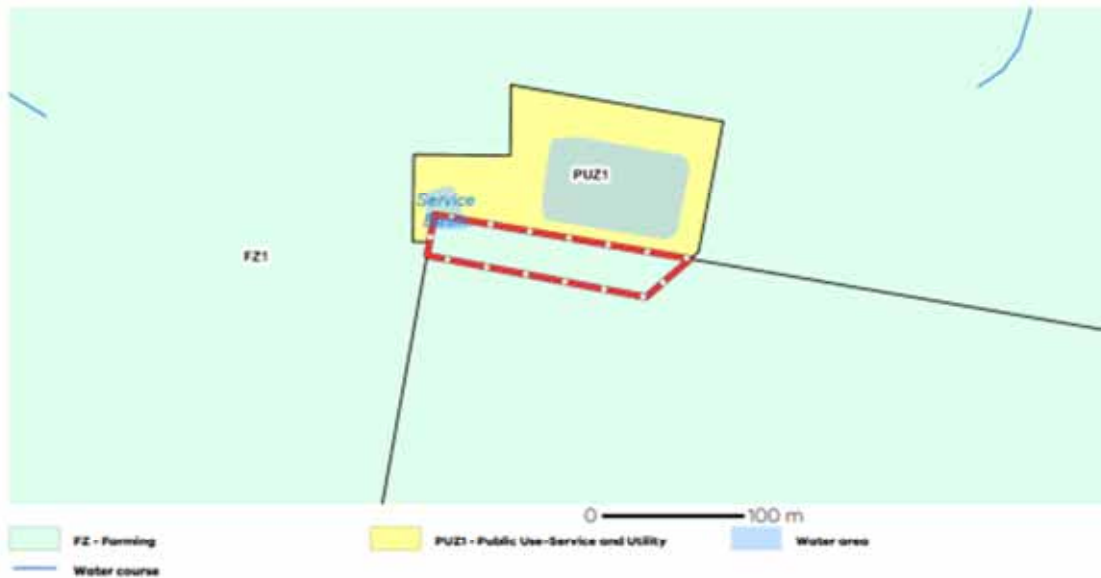 PUZ1
Service
FZ1
0 100 m
FZ - Farming
PUZ1 - Public Use-Service and Utility
Water area
Water course